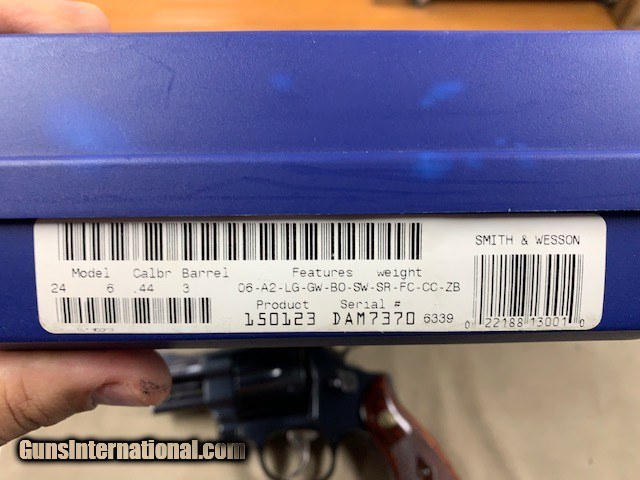 SMITH & WESSON
Model Calbr Barrel Features weight
24 6 .44 3 06-A2-LG-GW-BO-SW-SR-FC-CC-ZB
Product Serial #
150123 DAM7370 6339
0 22188 13001 0
GunsInternational.com